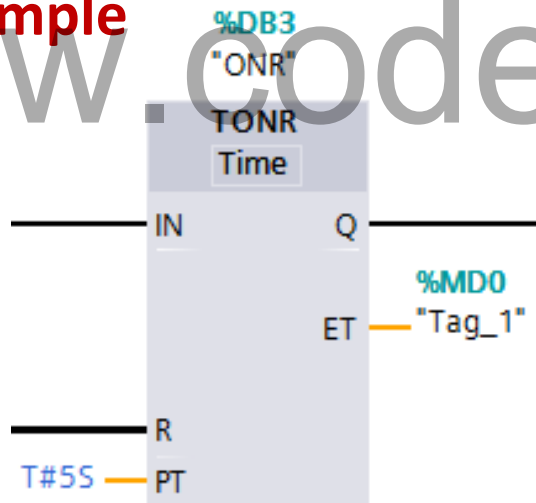 mple
w.code
%DB3
"ONR"
TONR
Time
IN
Q
%MD0
"Tag_1"
ET
R
T#5S
PT